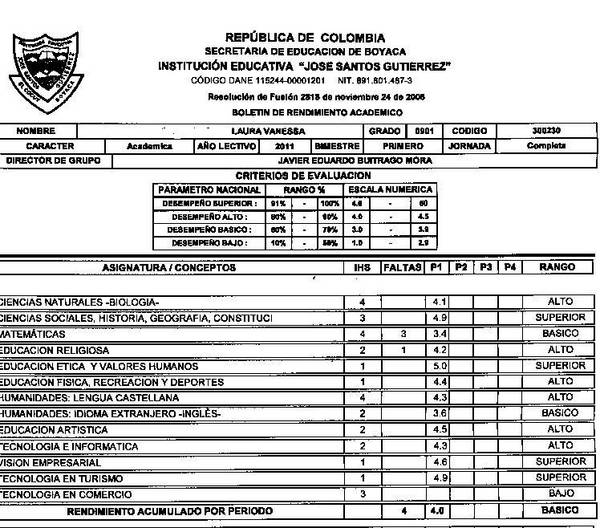 REPÚBLICA DE COLOMBIA
SECRETARIA DE EDUCACION DE BOYACA
INSTITUCIÓN EDUCATIVA "JOSE SANTOS GUTIERREZ"
CÓDIGO DANE 115244-00001201 NIT. 891.801.487-3
Resolución de Fusión 2818 de noviembre 24 de 2005
BOLETIN DE RENDIMIENTO ACADEMICO
NOMBRE LAURA VANESSA GRADO 0901 CODIGO 300230
CARACTER Academica AÑO LECTIVO 2011 BIMESTRE PRIMERO JORNADA Completa
DIRECTOR DE GRUPO JAVIER EDUARDO BUITRAGO MORA
CRITERIOS DE EVALUACION
PARAMETRO NACIONAL RANGO % ESCALA NUMERICA
DESEMPEÑO SUPERIOR : 91% - 100% 4.6 - 50
DESEMPEÑO ALTO : 80% - 90% 4.0 - 4.5
DESEMPEÑO BASICO : 60% - 79% 3.0 - 3.9
DESEMPEÑO BAJO : 10% - 59% 1.0 - 2.9
ASIGNATURA / CONCEPTOS IHS FALTAS P1 P2 P3 P4 RANGO
CIENCIAS NATURALES -BIOLOGIA- 4 4.1 ALTO
CIENCIAS SOCIALES, HISTORIA, GEOGRAFIA, CONSTITUCI 3 4.9 SUPERIOR
MATEMÁTICAS 4 3 3.4 BASICO
EDUCACION RELIGIOSA 2 1 4.2 ALTO
EDUCACION ETICA Y VALORES HUMANOS 1 5.0 SUPERIOR
EDUCACION FISICA, RECREACION Y DEPORTES 1 4.4 ALTO
HUMANIDADES: LENGUA CASTELLANA 4 4.3 ALTO
HUMANIDADES: IDIOMA EXTRANJERO -INGLÈS- 2 3.6 BASICO
EDUCACION ARTISTICA 2 4.5 ALTO
TECNOLOGIA E INFORMATICA 2 4.3 ALTO
VISION EMPRESARIAL 1 4.6 SUPERIOR
TECNOLOGIA EN TURISMO 1 4.9 SUPERIOR
TECNOLOGIA EN COMERCIO 3 BAJO
RENDIMIENTO ACUMULADO POR PERIODO 4 4.0 BASICO